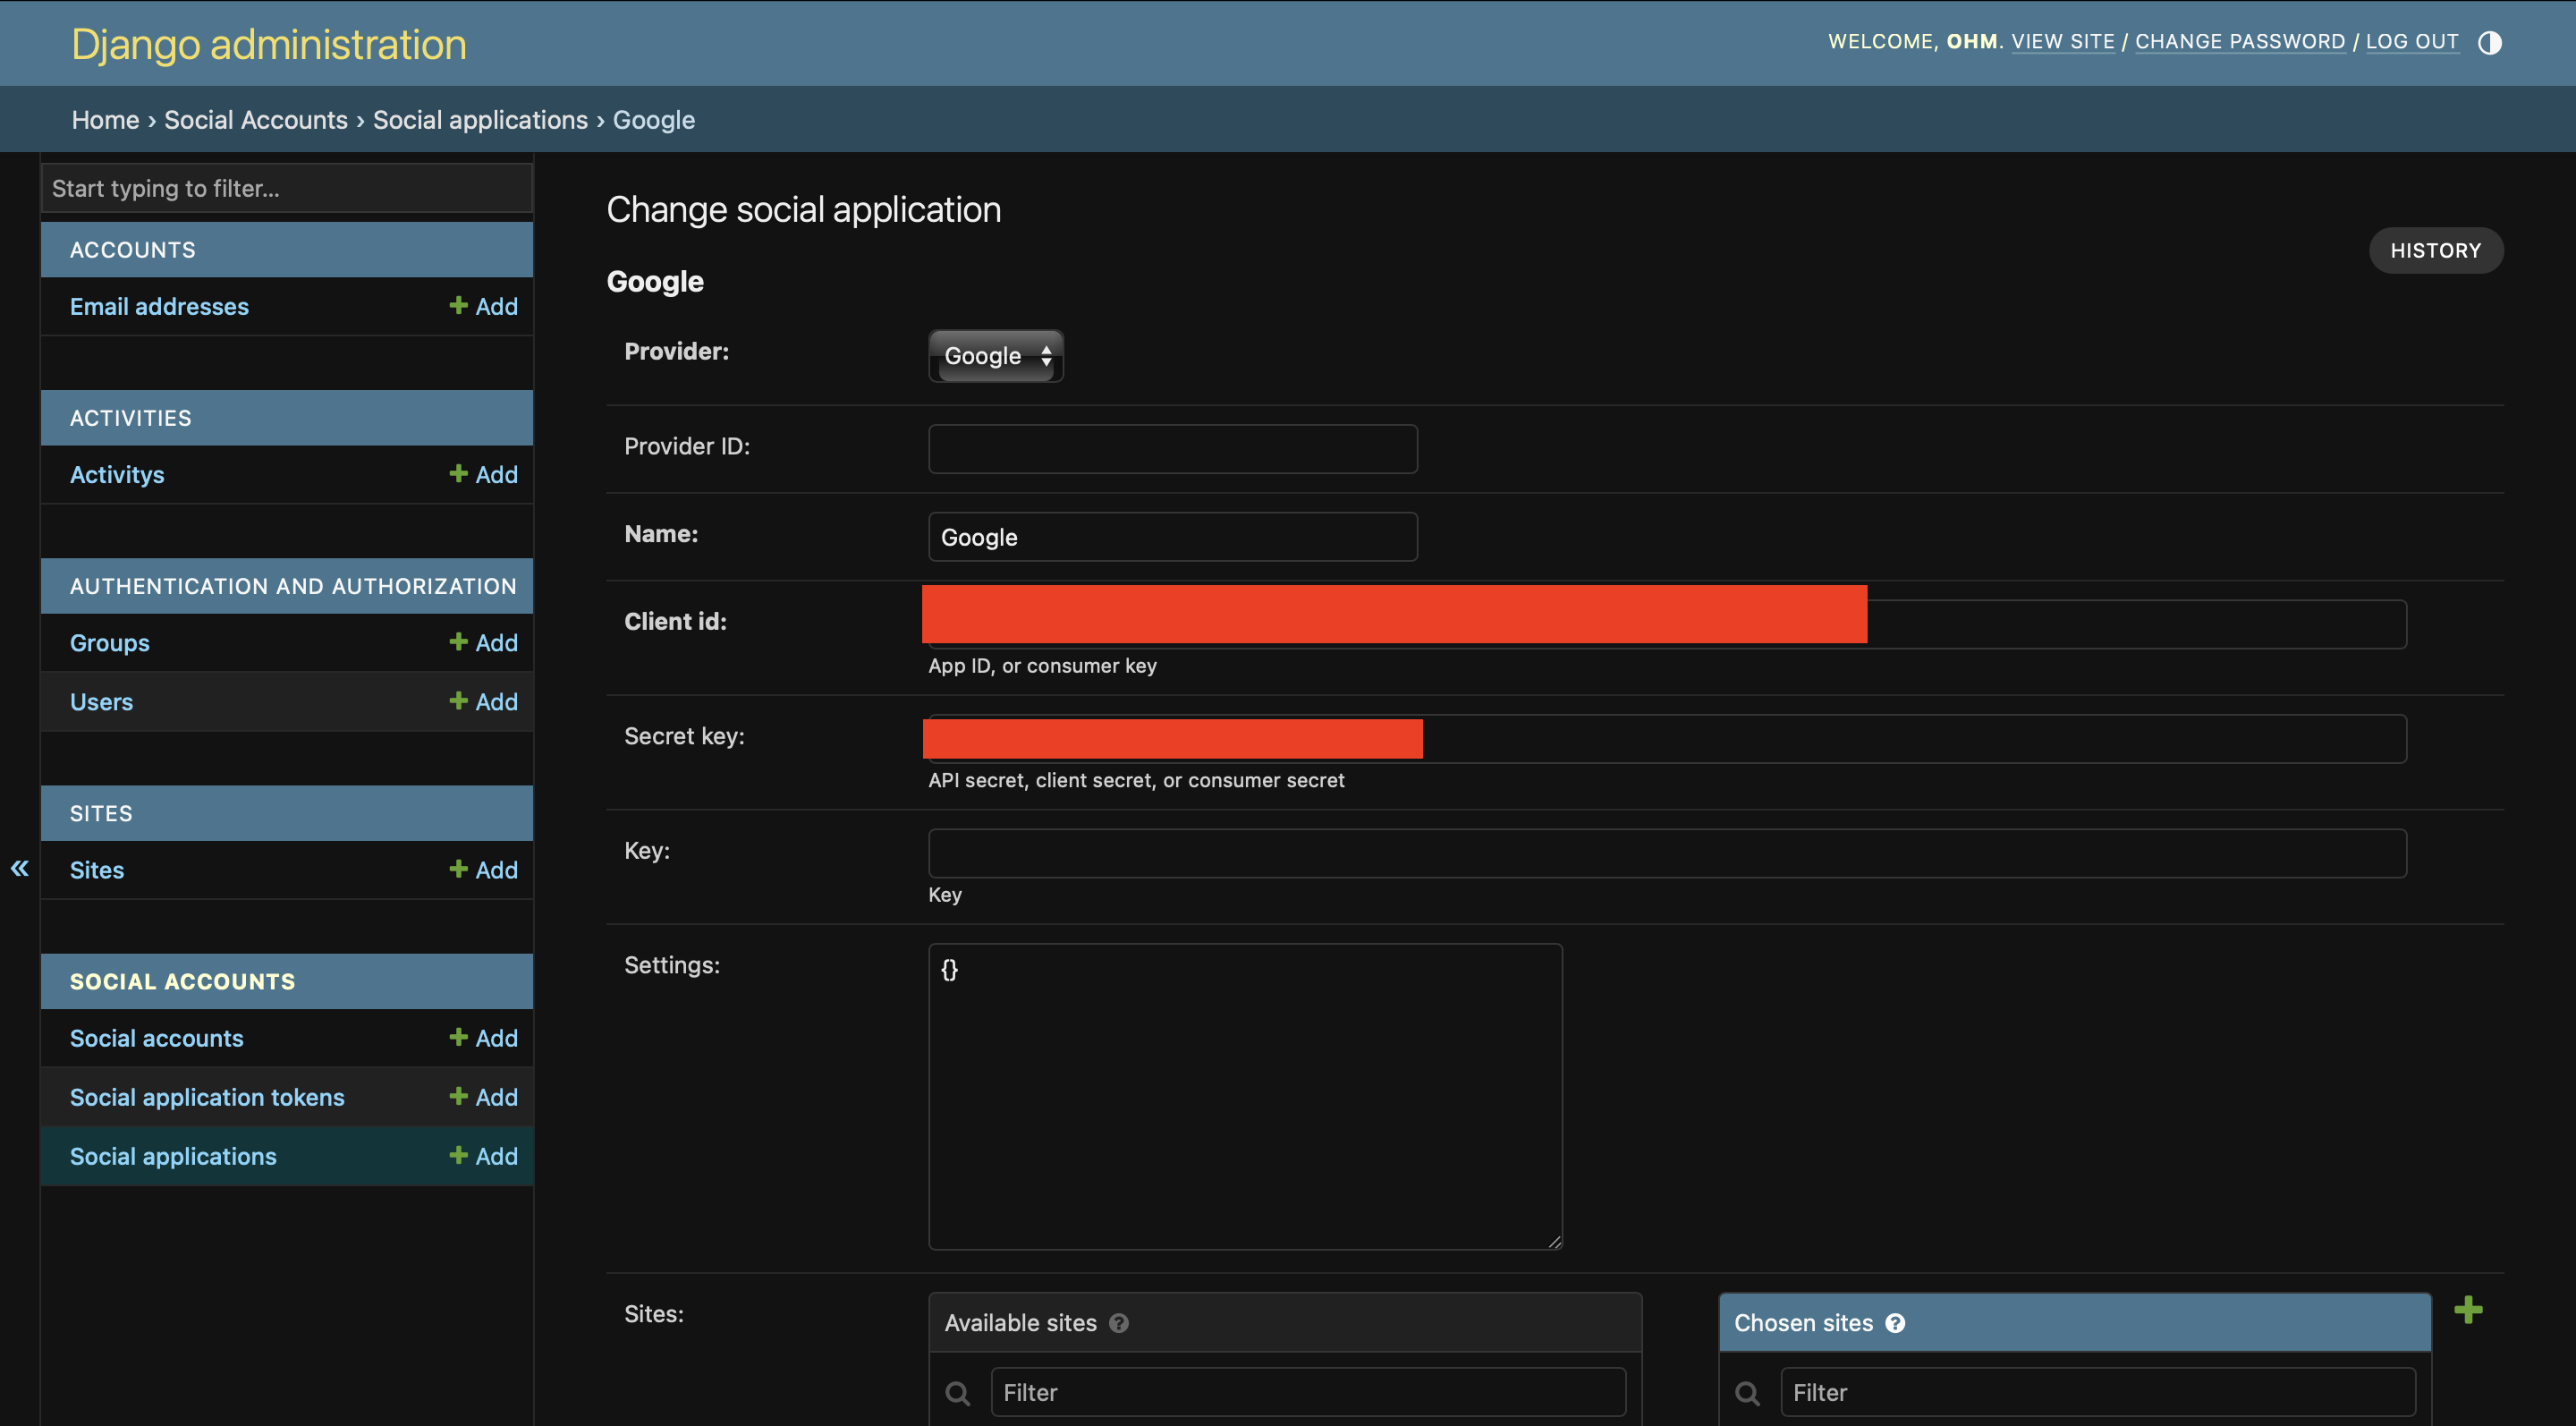 Django administration
WELCOME, OHM. VIEW SITE / CHANGE PASSWORD / LOG OUT
Home › Social Accounts › Social applications › Google
Start typing to filter...
ACCOUNTS
Email addresses
Add
ACTIVITIES
Activitys
Add
AUTHENTICATION AND AUTHORIZATION
Groups
Add
Users
Add
SITES
Sites
Add
«
SOCIAL ACCOUNTS
Social accounts
Add
Social application tokens
Add
Social applications
Add
Change social application
HISTORY
Google
Provider:
Google
Provider ID:
Name:
Google
Client id:
App ID, or consumer key
Secret key:
API secret, client secret, or consumer secret
Key:
Key
Settings:
{}
Sites:
Available sites ?
Filter
Chosen sites ?
Filter